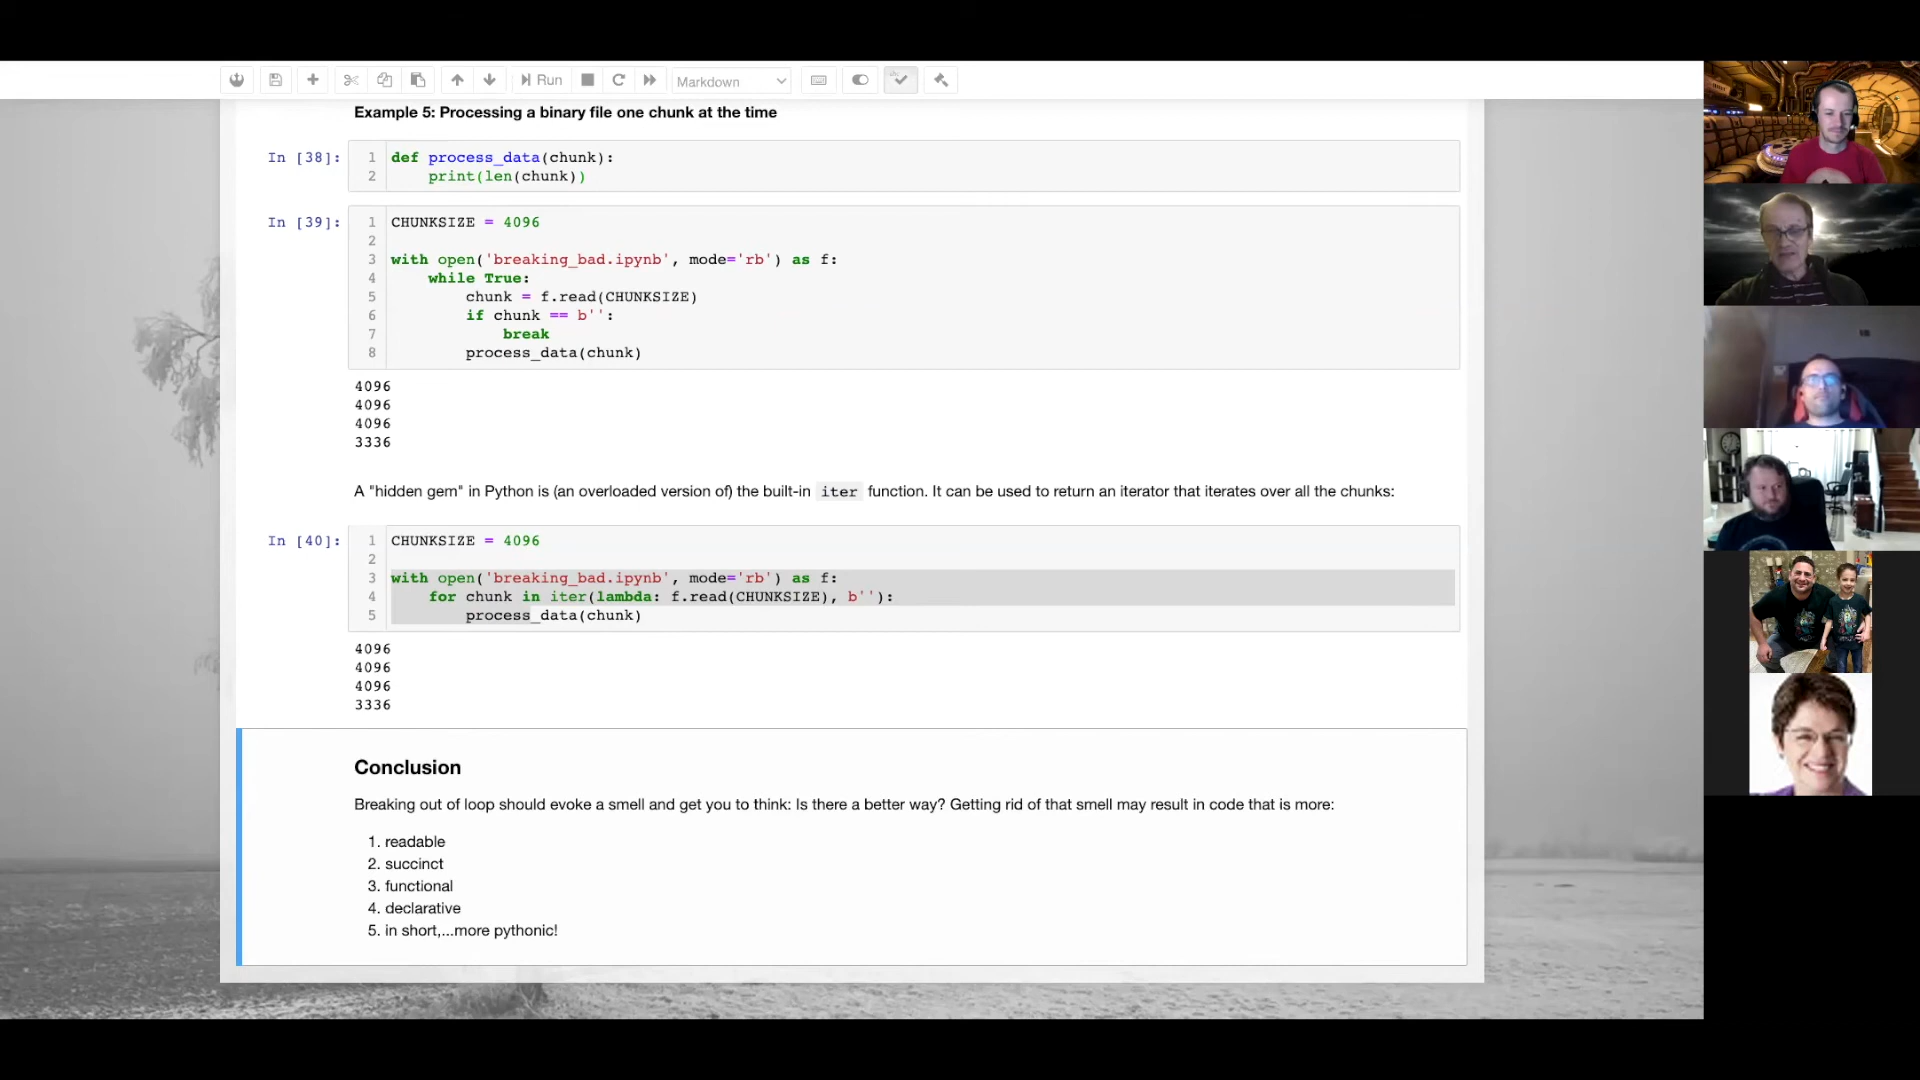 Run
Markdown
Example 5: Processing a binary file one chunk at the time
In [38]:
1 def process_data(chunk):
2     print(len(chunk))
In [39]:
1 CHUNKSIZE = 4096
2
3 with open('breaking_bad.ipynb', mode='rb') as f:
4     while True:
5         chunk = f.read(CHUNKSIZE)
6         if chunk == b'':
7             break
8         process_data(chunk)
4096
4096
4096
3336
A "hidden gem" in Python is (an overloaded version of) the built-in iter function. It can be used to return an iterator that iterates over all the chunks:
In [40]:
1 CHUNKSIZE = 4096
2
3 with open('breaking_bad.ipynb', mode='rb') as f:
4     for chunk in iter(lambda: f.read(CHUNKSIZE), b''):
5         process_data(chunk)
4096
4096
4096
3336
Conclusion
Breaking out of loop should evoke a smell and get you to think: Is there a better way? Getting rid of that smell may result in code that is more:
1. readable
2. succinct
3. functional
4. declarative
5. in short,...more pythonic!